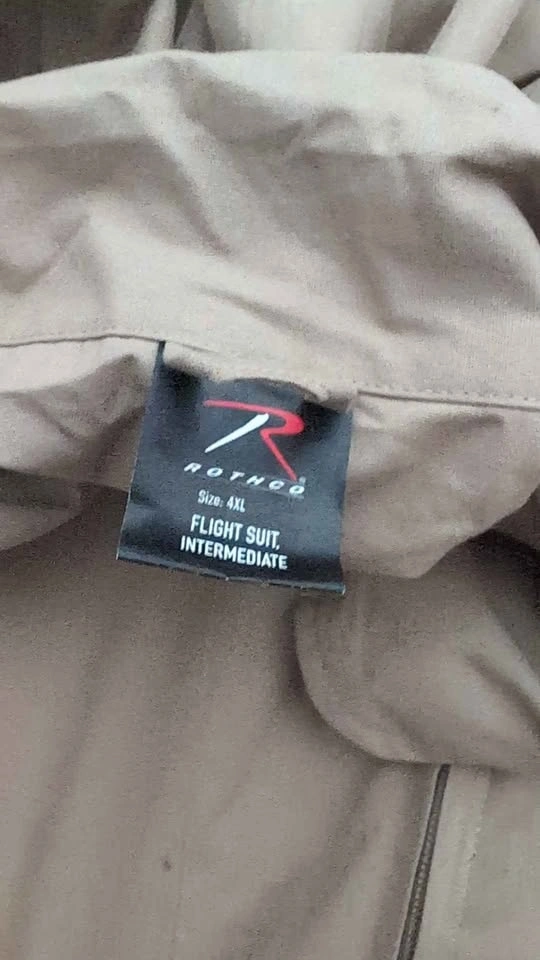 ROTHCO®
Size: 4XL
FLIGHT SUIT,
INTERMEDIATE